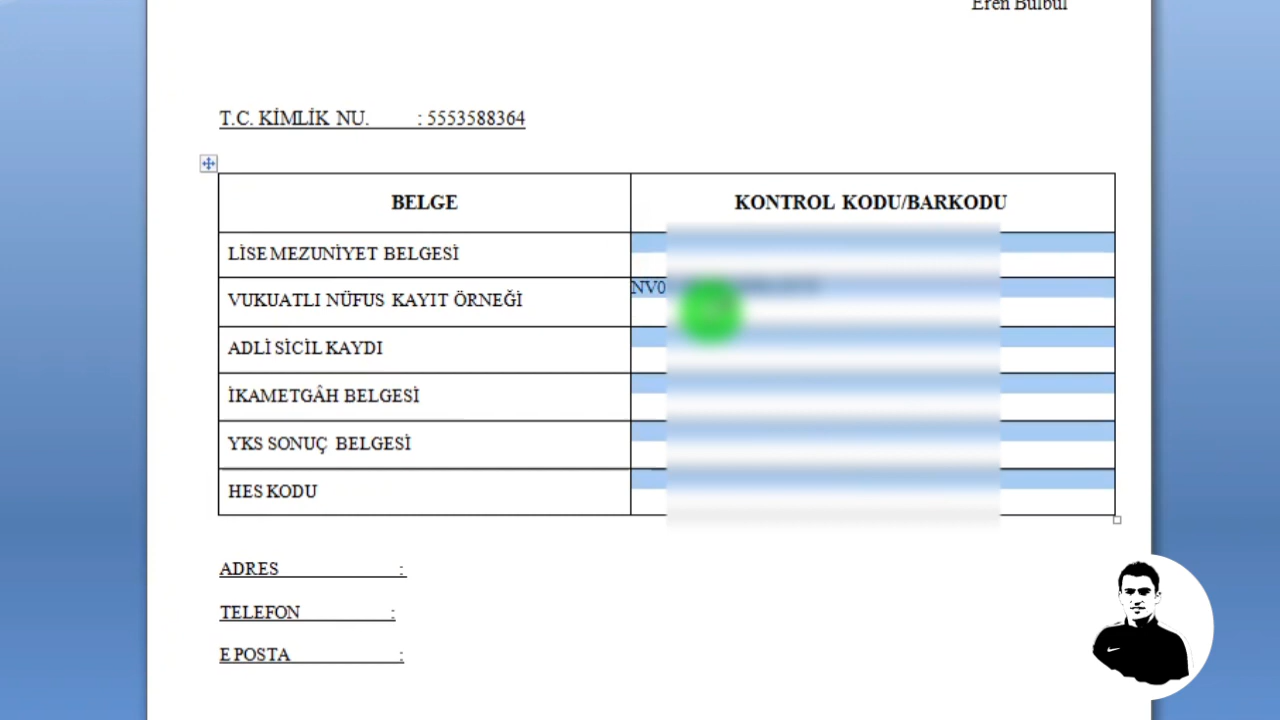 Eren Bülbül
T.C. KİMLİK NU. : 5553588364
BELGE KONTROL KODU/BARKODU
LİSE MEZUNİYET BELGESİ
VUKUATLI NÜFUS KAYIT ÖRNEĞİ NV0
ADLİ SİCİL KAYDI
İKAMETGÂH BELGESİ
YKS SONUÇ BELGESİ
HES KODU
ADRES :
TELEFON :
E POSTA :